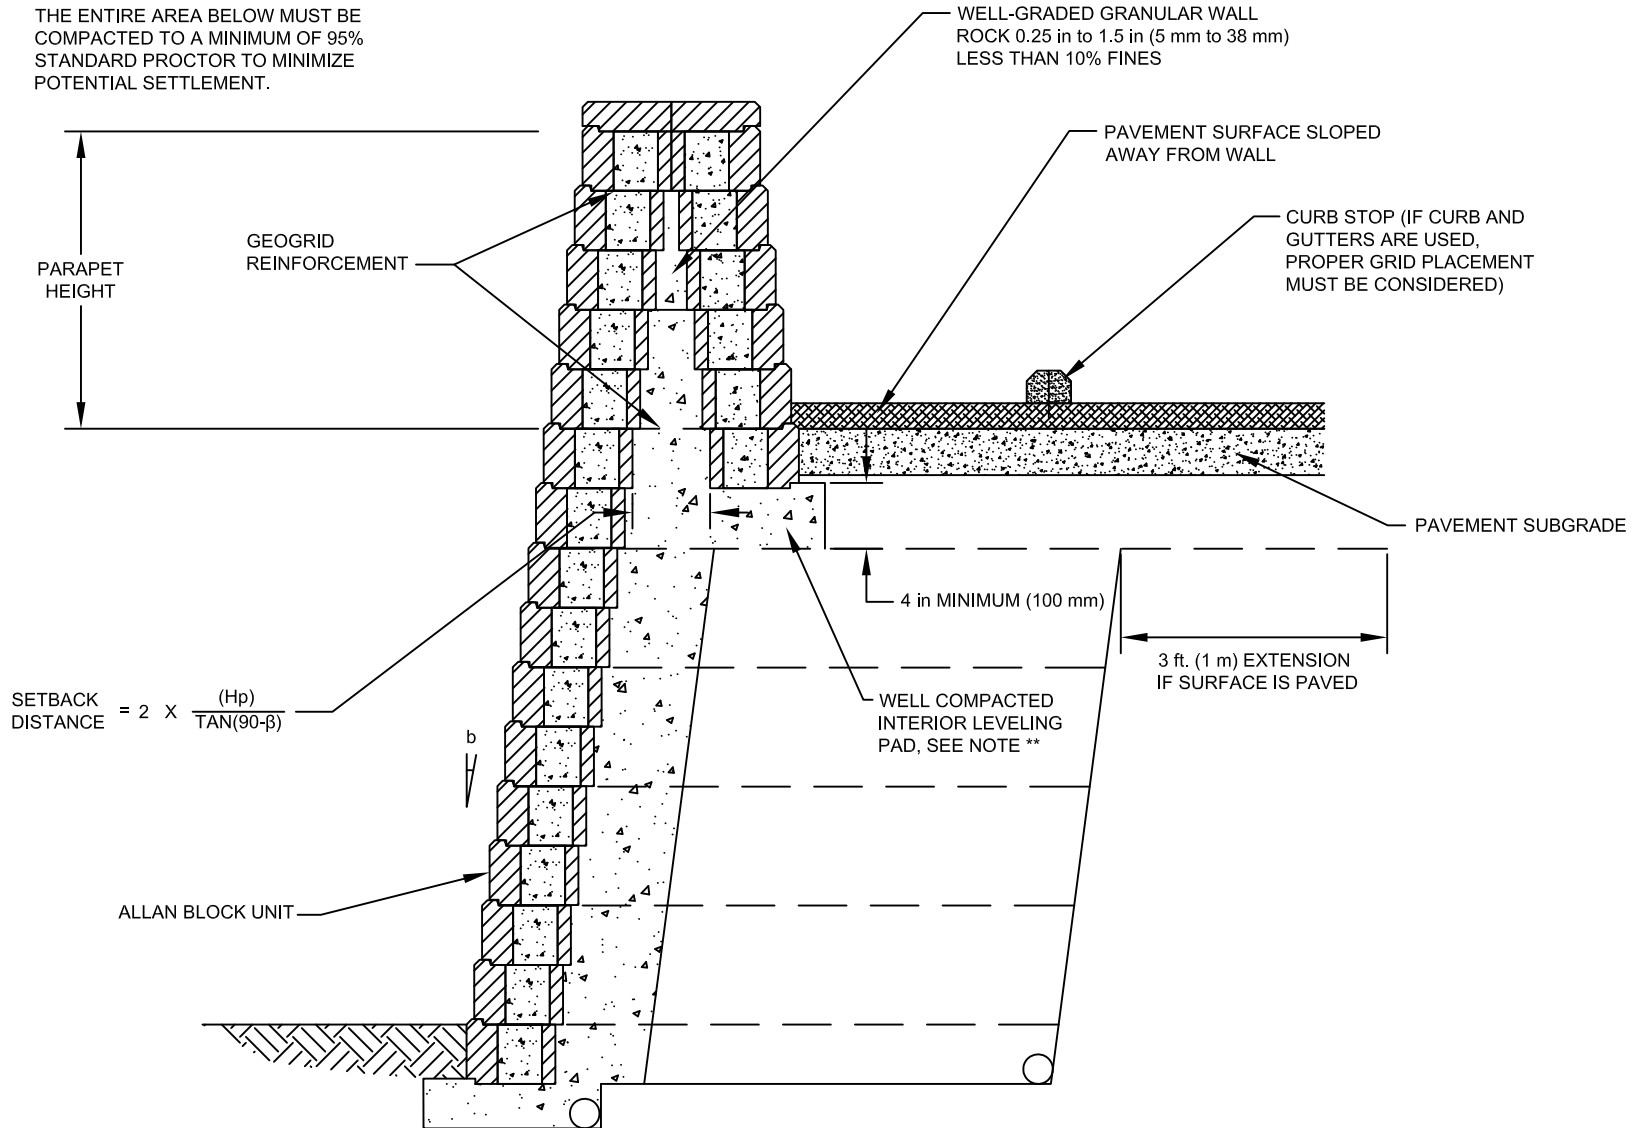 THE ENTIRE AREA BELOW MUST BE
COMPACTED TO A MINIMUM OF 95%
STANDARD PROCTOR TO MINIMIZE
POTENTIAL SETTLEMENT.
WELL-GRADED GRANULAR WALL
ROCK 0.25 in to 1.5 in (5 mm to 38 mm)
LESS THAN 10% FINES
PAVEMENT SURFACE SLOPED
AWAY FROM WALL
CURB STOP (IF CURB AND
GUTTERS ARE USED,
PROPER GRID PLACEMENT
MUST BE CONSIDERED)
GEOGRID
REINFORCEMENT
PARAPET
HEIGHT
PAVEMENT SUBGRADE
4 in MINIMUM (100 mm)
3 ft. (1 m) EXTENSION
IF SURFACE IS PAVED
SETBACK
DISTANCE = 2 X (Hp)
TAN(90-β)
WELL COMPACTED
INTERIOR LEVELING
PAD, SEE NOTE **
b
ALLAN BLOCK UNIT